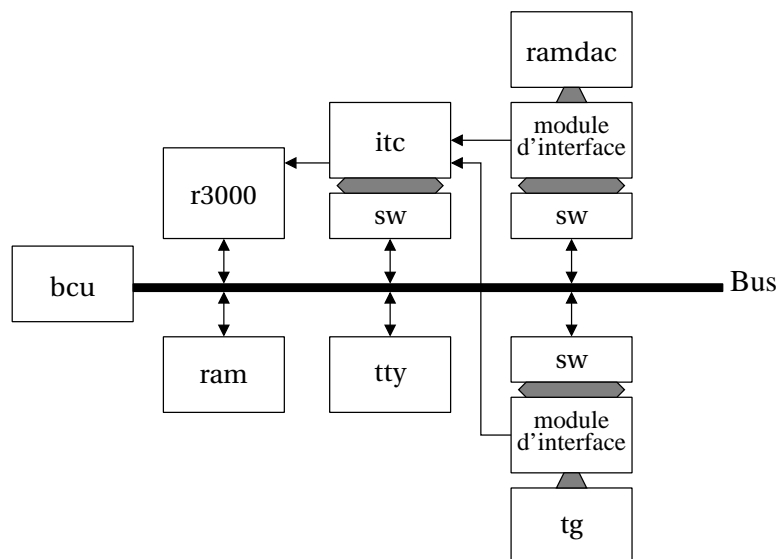 ramdac
module
d'interface
itc
r3000
sw
sw
bcu
Bus
ram
tty
sw
module
d'interface
tg